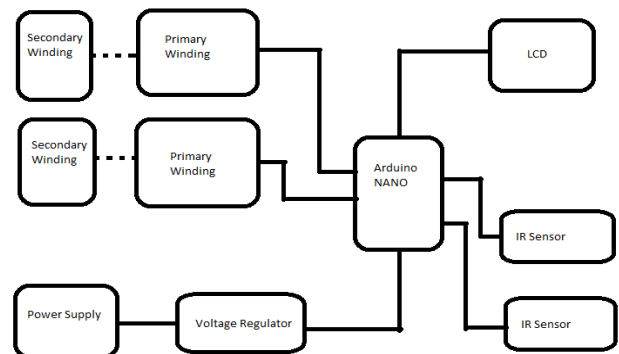 Secondary
Winding
Primary
Winding
LCD
Secondary
Winding
Primary
Winding
Arduino
NANO
IR Sensor
Power Supply
Voltage Regulator
IR Sensor